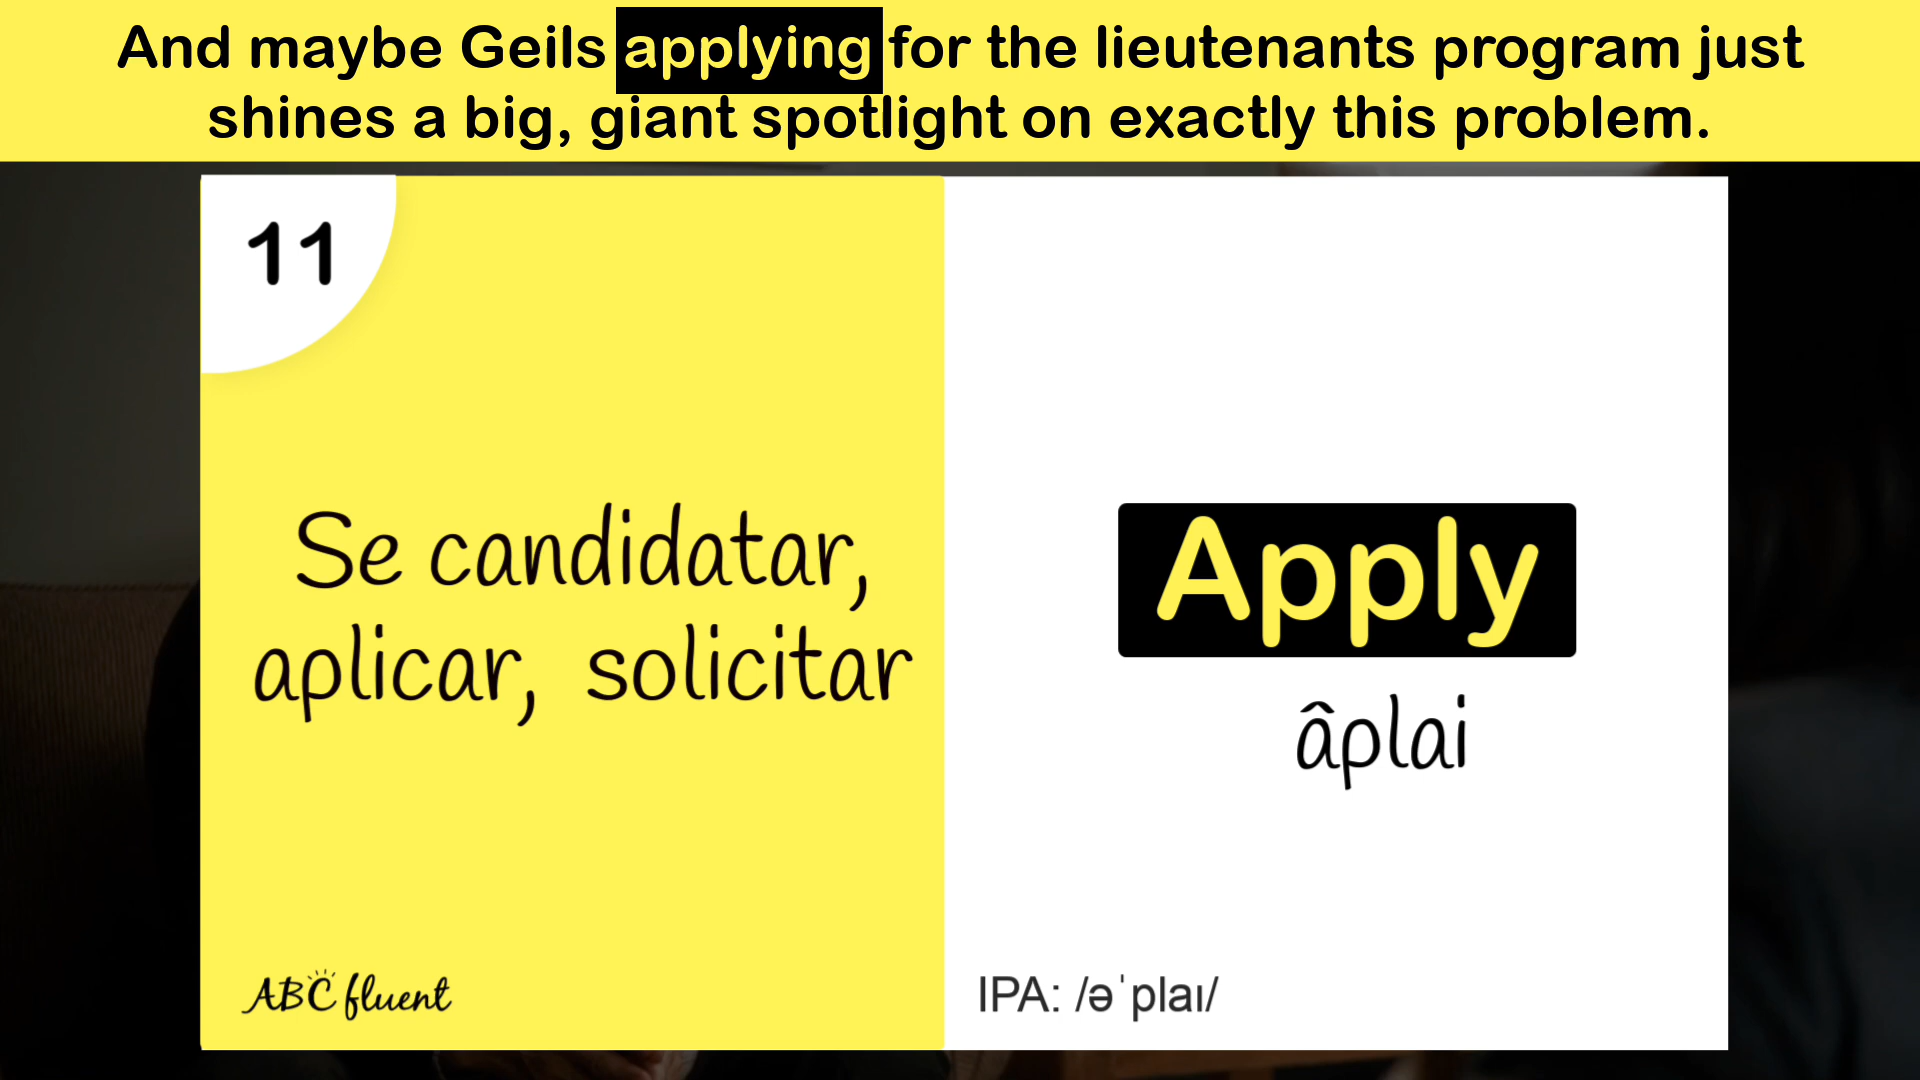 And maybe Geils applying for the lieutenants program just
shines a big, giant spotlight on exactly this problem.
11
Se candidatar,
aplicar, solicitar
Apply
âplai
ABC fluent
IPA: /əˈplaɪ/